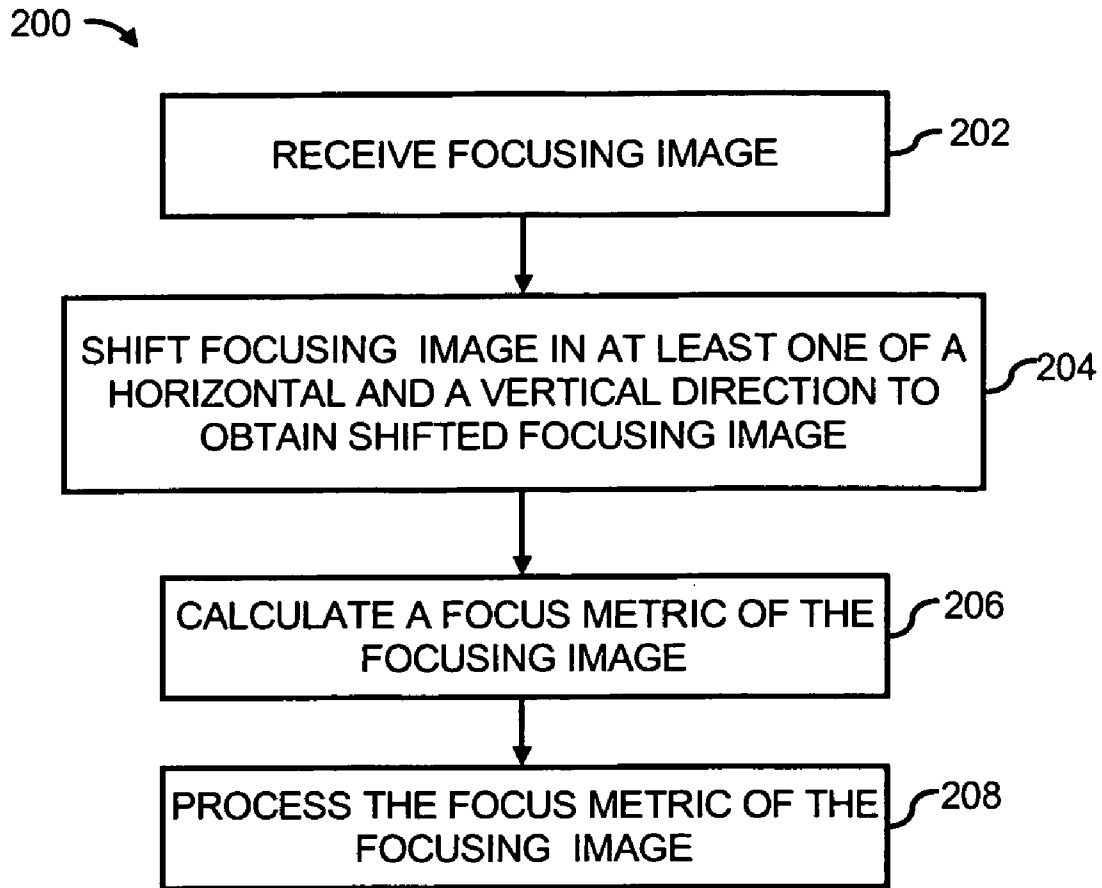 200
RECEIVE FOCUSING IMAGE
202
SHIFT FOCUSING IMAGE IN AT LEAST ONE OF A
HORIZONTAL AND A VERTICAL DIRECTION TO
OBTAIN SHIFTED FOCUSING IMAGE
204
CALCULATE A FOCUS METRIC OF THE
FOCUSING IMAGE
206
PROCESS THE FOCUS METRIC OF THE
FOCUSING IMAGE
208